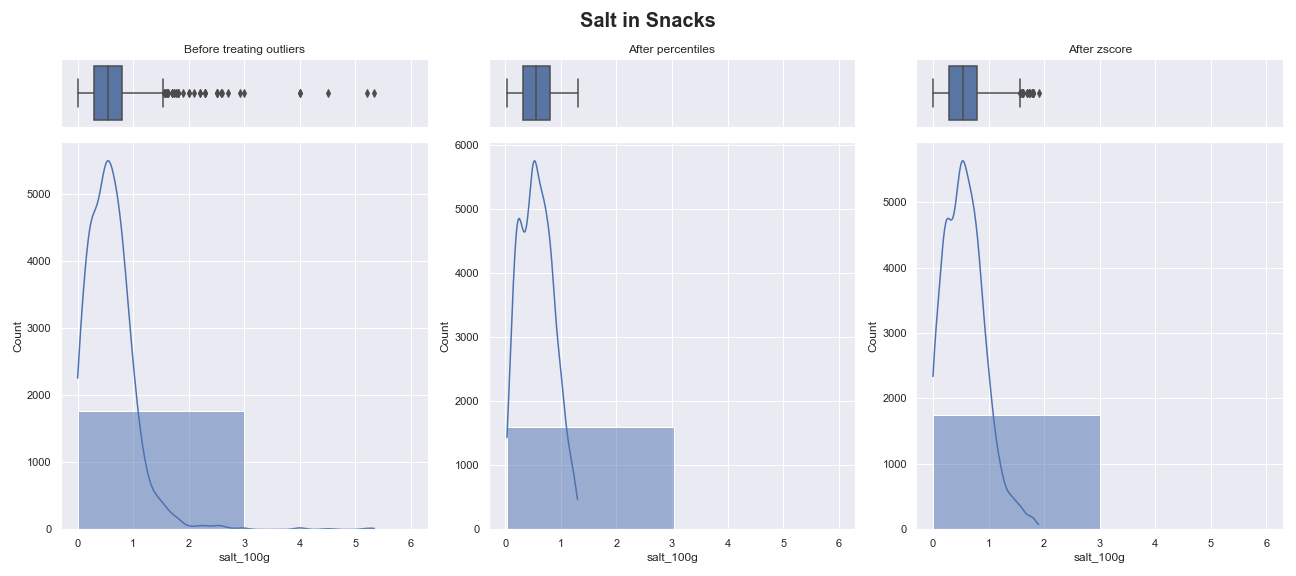 Salt in Snacks
Before treating outliers
After percentiles
After zscore
Count
5000
4000
3000
2000
1000
0
0 1 2 3 4 5 6
salt_100g
Count
6000
5000
4000
3000
2000
1000
0
0 1 2 3 4 5 6
salt_100g
Count
5000
4000
3000
2000
1000
0
0 1 2 3 4 5 6
salt_100g